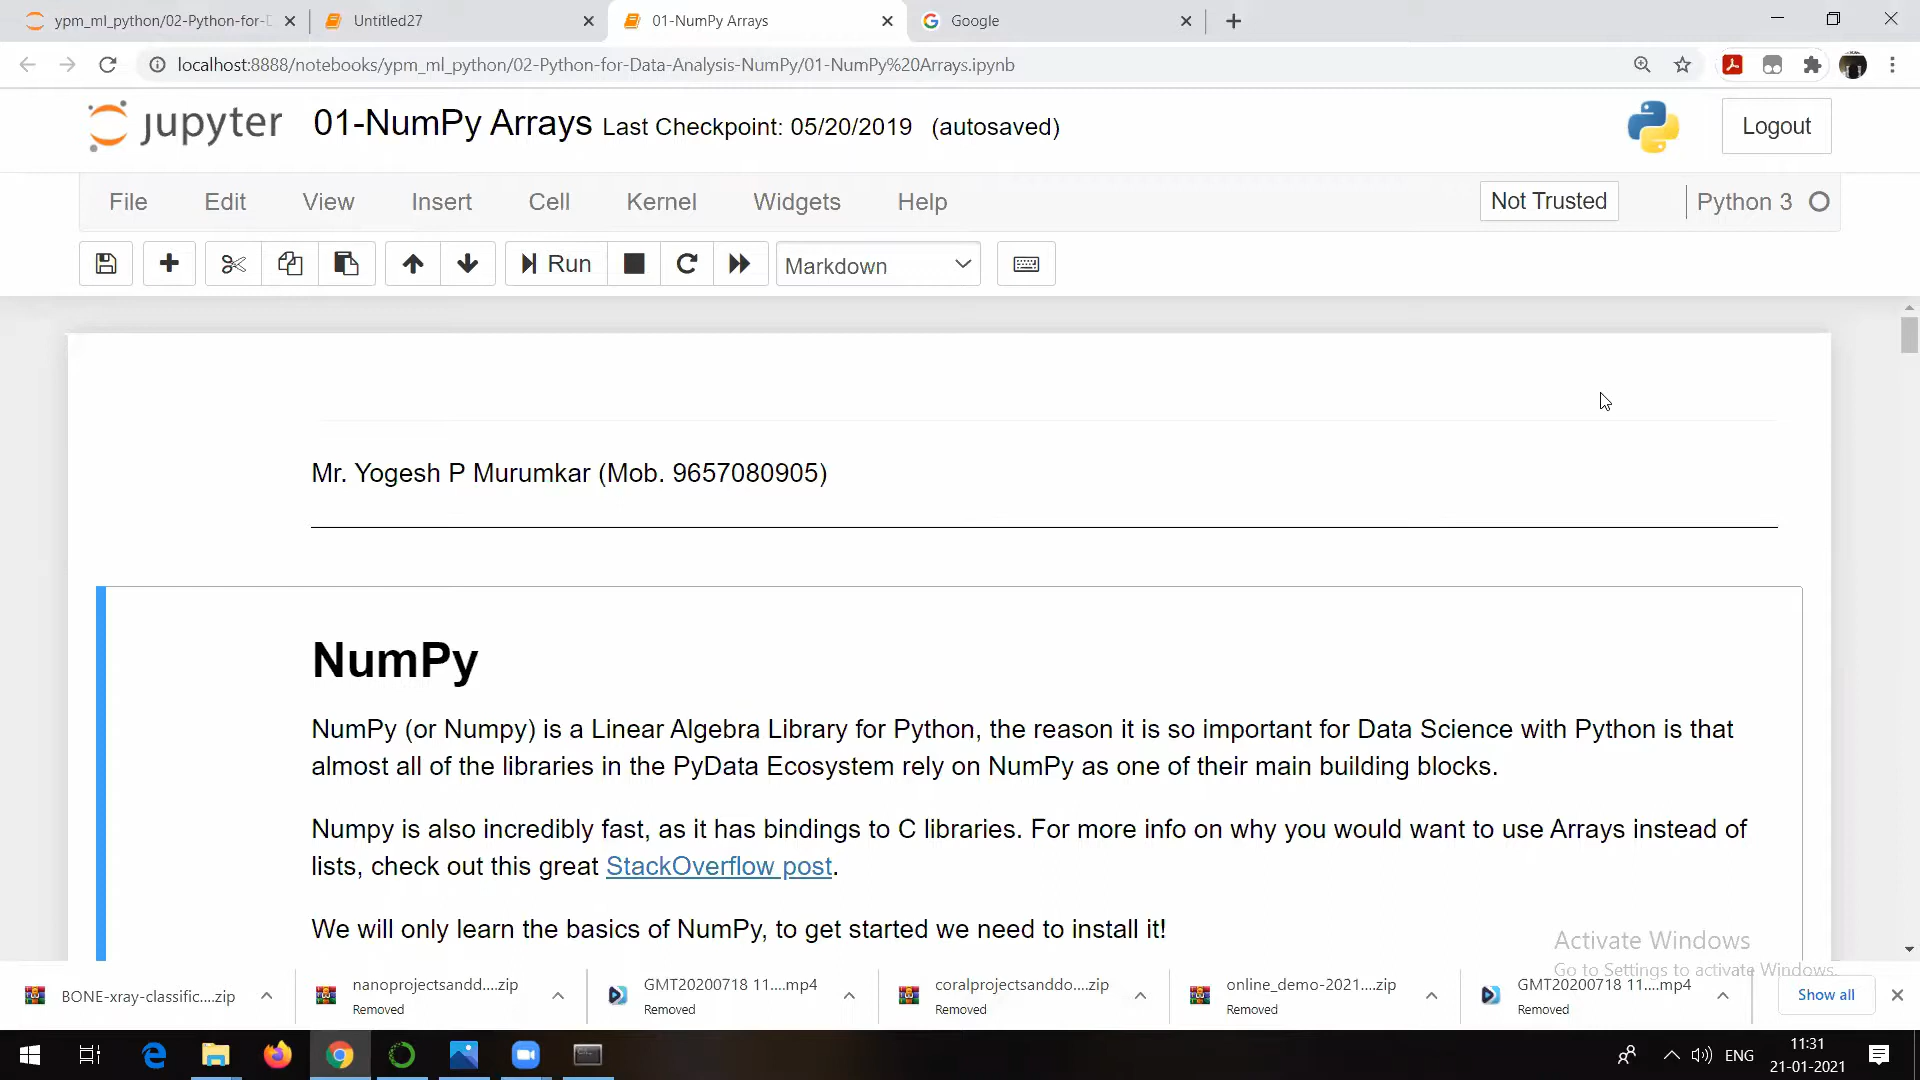 ypm_ml_python/02-Python-for-D
Untitled27
01-NumPy Arrays
Google
localhost:8888/notebooks/ypm_ml_python/02-Python-for-Data-Analysis-NumPy/01-NumPy%20Arrays.ipynb
jupyter 01-NumPy Arrays Last Checkpoint: 05/20/2019 (autosaved)
Logout
File Edit View Insert Cell Kernel Widgets Help
Not Trusted
Python 3
Run
Markdown
Mr. Yogesh P Murumkar (Mob. 9657080905)
NumPy
NumPy (or Numpy) is a Linear Algebra Library for Python, the reason it is so important for Data Science with Python is that
almost all of the libraries in the PyData Ecosystem rely on NumPy as one of their main building blocks.
Numpy is also incredibly fast, as it has bindings to C libraries. For more info on why you would want to use Arrays instead of
lists, check out this great StackOverflow post.
We will only learn the basics of NumPy, to get started we need to install it!
Activate Windows
Go to Settings to activate Windows.
BONE-xray-classific....zip
nanoprojectsandd....zip
Removed
GMT20200718 11....mp4
Removed
coralprojectsanddo....zip
Removed
online_demo-2021....zip
Removed
GMT20200718 11....mp4
Removed
Show all
ENG
11:31
21-01-2021